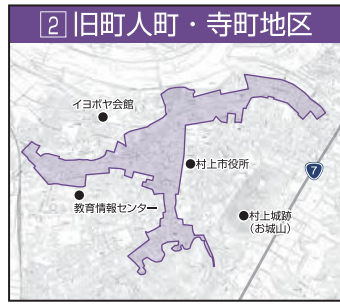 2 旧町人町・寺町地区
イヨボヤ会館
村上市役所
7
教育情報センター
村上城跡
(お城山)